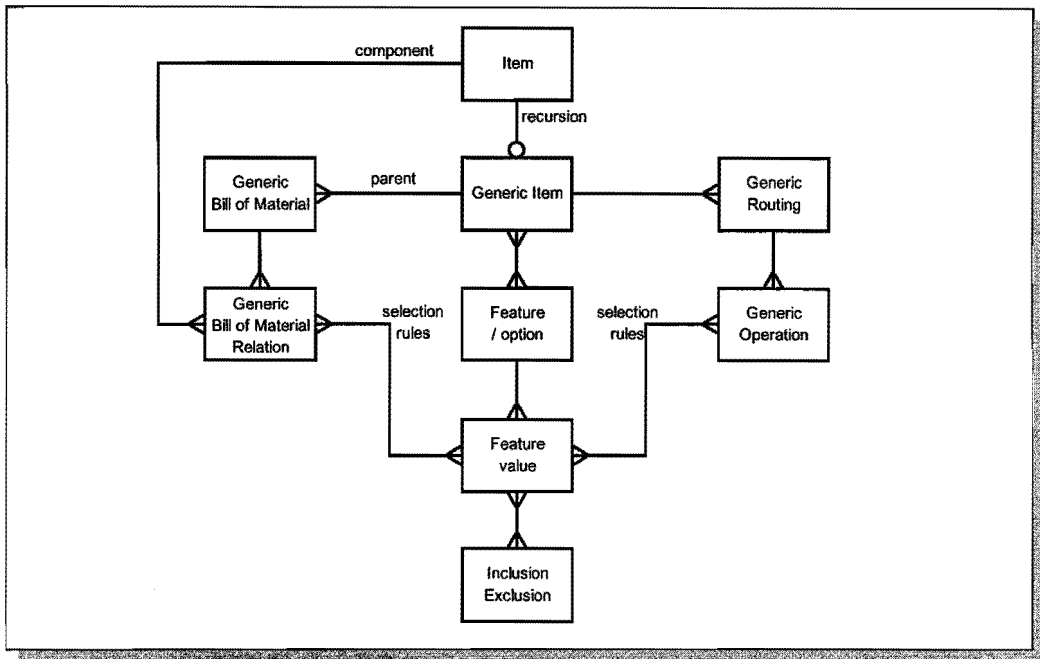 component
Item
recursion
Generic
Bill of Material
parent
Generic Item
Generic
Routing
Generic
Bill of Material
Relation
selection
rules
Feature
/ option
selection
rules
Generic
Operation
Feature
value
Inclusion
Exclusion